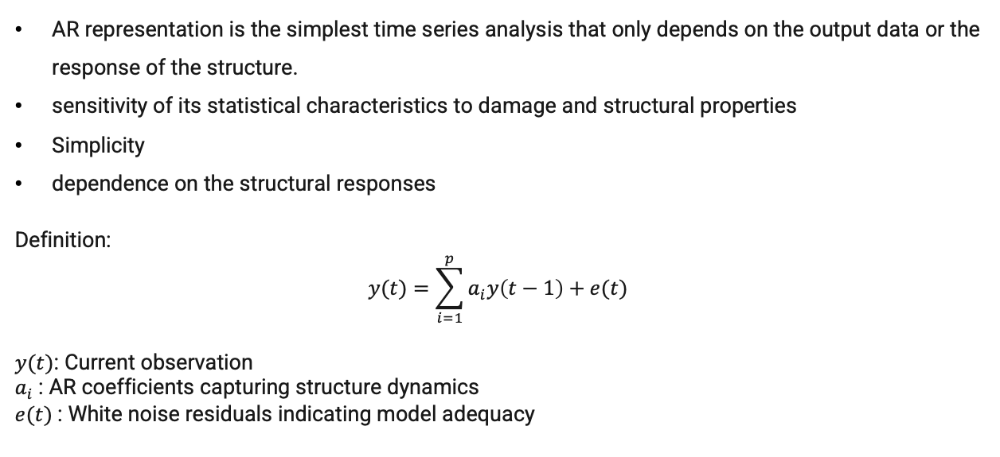 • AR representation is the simplest time series analysis that only depends on the output data or the
response of the structure.
• sensitivity of its statistical characteristics to damage and structural properties
• Simplicity
• dependence on the structural responses
Definition:
y(t) = ∑_{i=1}^{p} a_i y(t − 1) + e(t)
y(t): Current observation
a_i : AR coefficients capturing structure dynamics
e(t) : White noise residuals indicating model adequacy